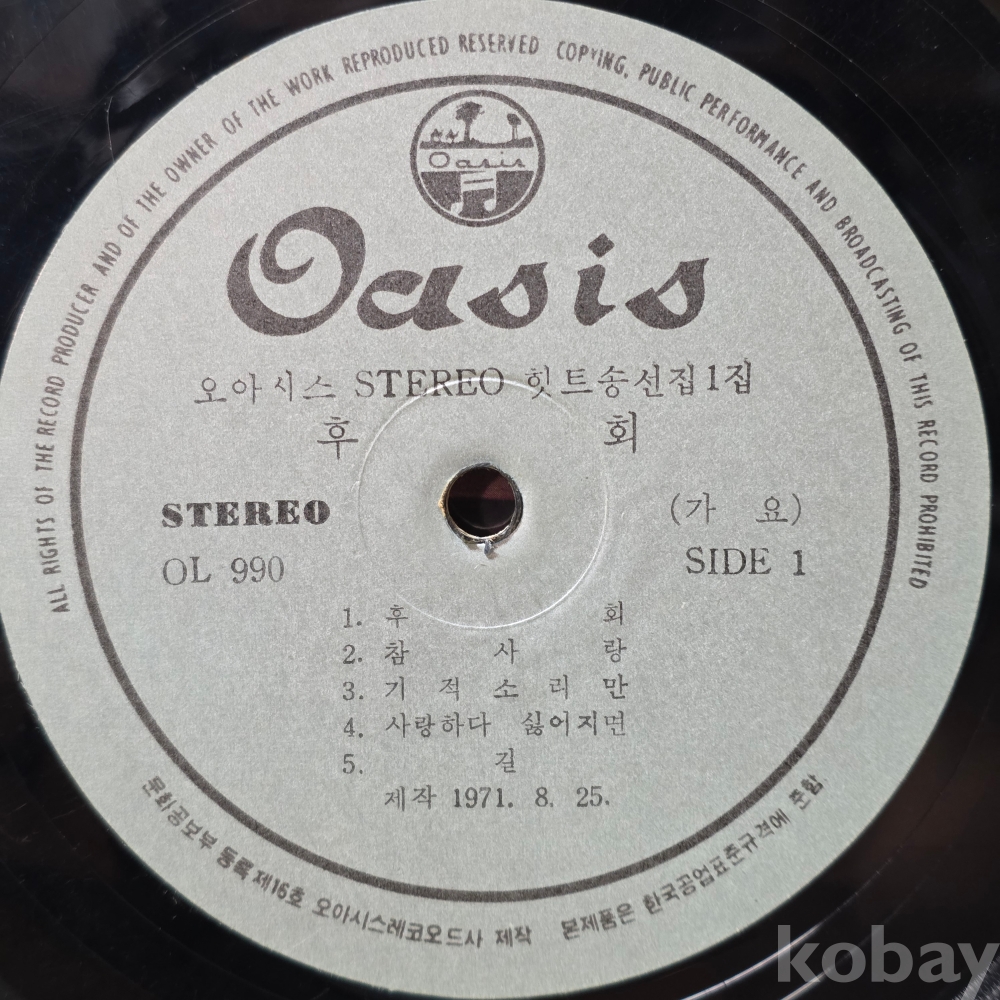 ALL RIGHTS OF THE RECORD PRODUCER AND OF THE OWNER OF THE WORK REPRODUCED RESERVED COPYING, PUBLIC PERFORMANCE AND BROADCASTING OF THIS RECORD PROHIBITED
Oasis
Oasis
오아시스 STEREO 힛트송선집1집
후 회
STEREO
(가 요)
OL 990
SIDE 1
1. 후 회
2. 참 사 랑
3. 기 적 소 리 만
4. 사랑하다 싫어지면
5. 길
제작 1971. 8. 25.
문화공보부 등록제16호 오아시스레코오드사 제작 본제품은 한국공업표준규격에 준함
kobay